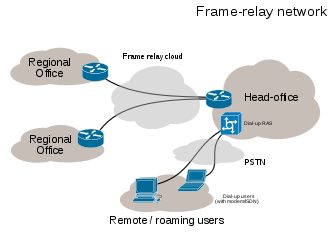 Frame-relay network
Frame relay cloud
Regional
Office
Head-office
Dial-up RAS
Regional
Office
PSTN
Dial-up users
(with modem/ISDN)
Remote / roaming users